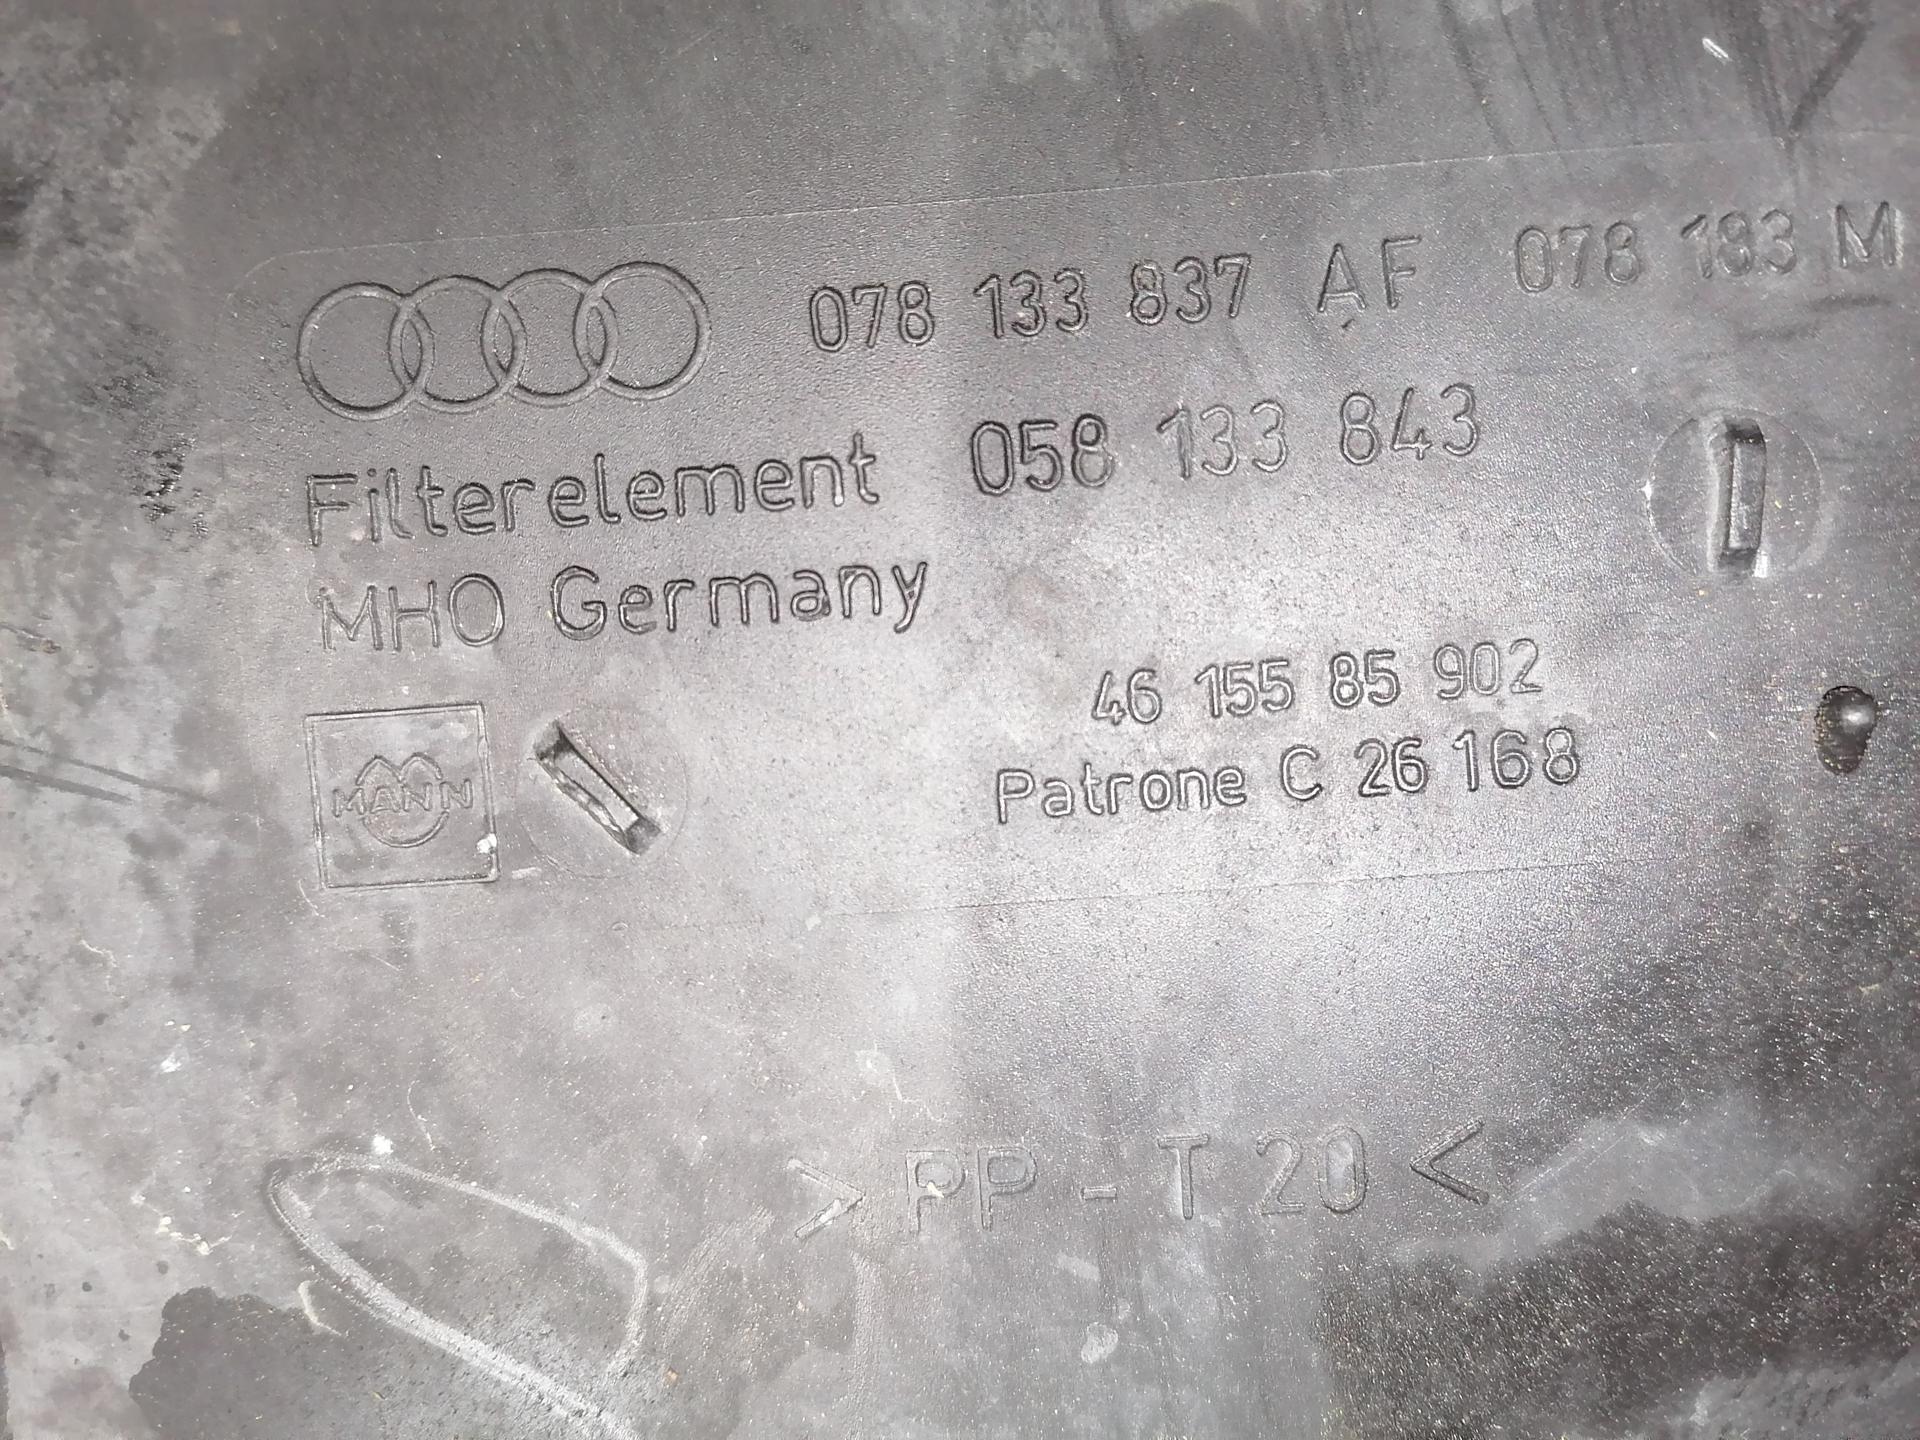 078 133 837 AF 078 183 M
Filterelement 058 133 843
MHO Germany
46 155 85 902
MANN
Patrone C 26 168
> PP - T 20 <